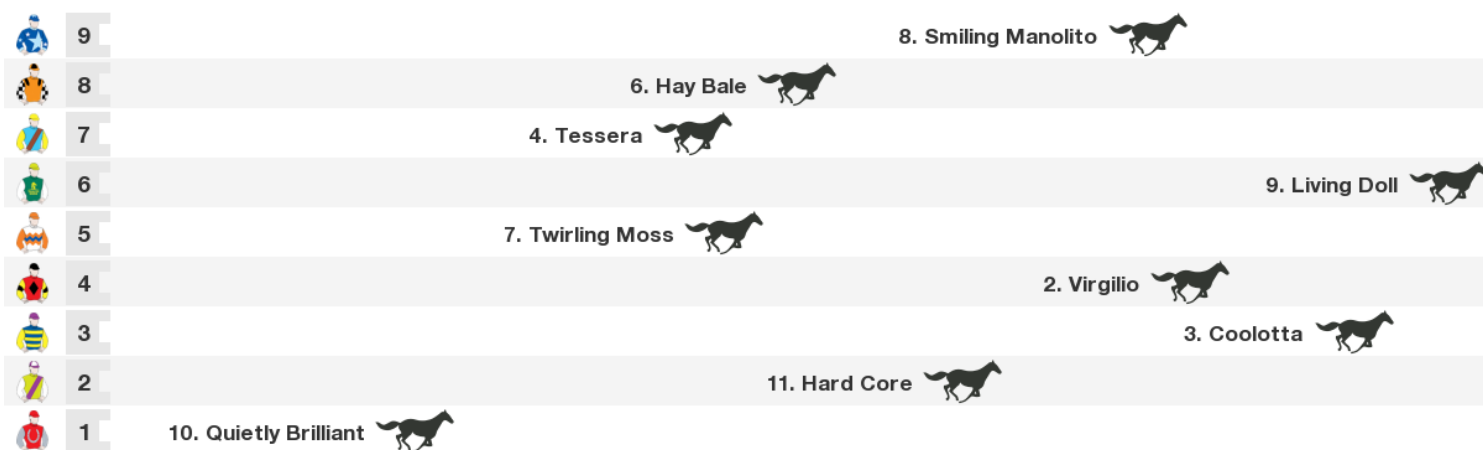 9 8. Smiling Manolito
8 6. Hay Bale
7 4. Tessera
6 9. Living Doll
5 7. Twirling Moss
4 2. Virgilio
3 3. Coolotta
2 11. Hard Core
1 10. Quietly Brilliant